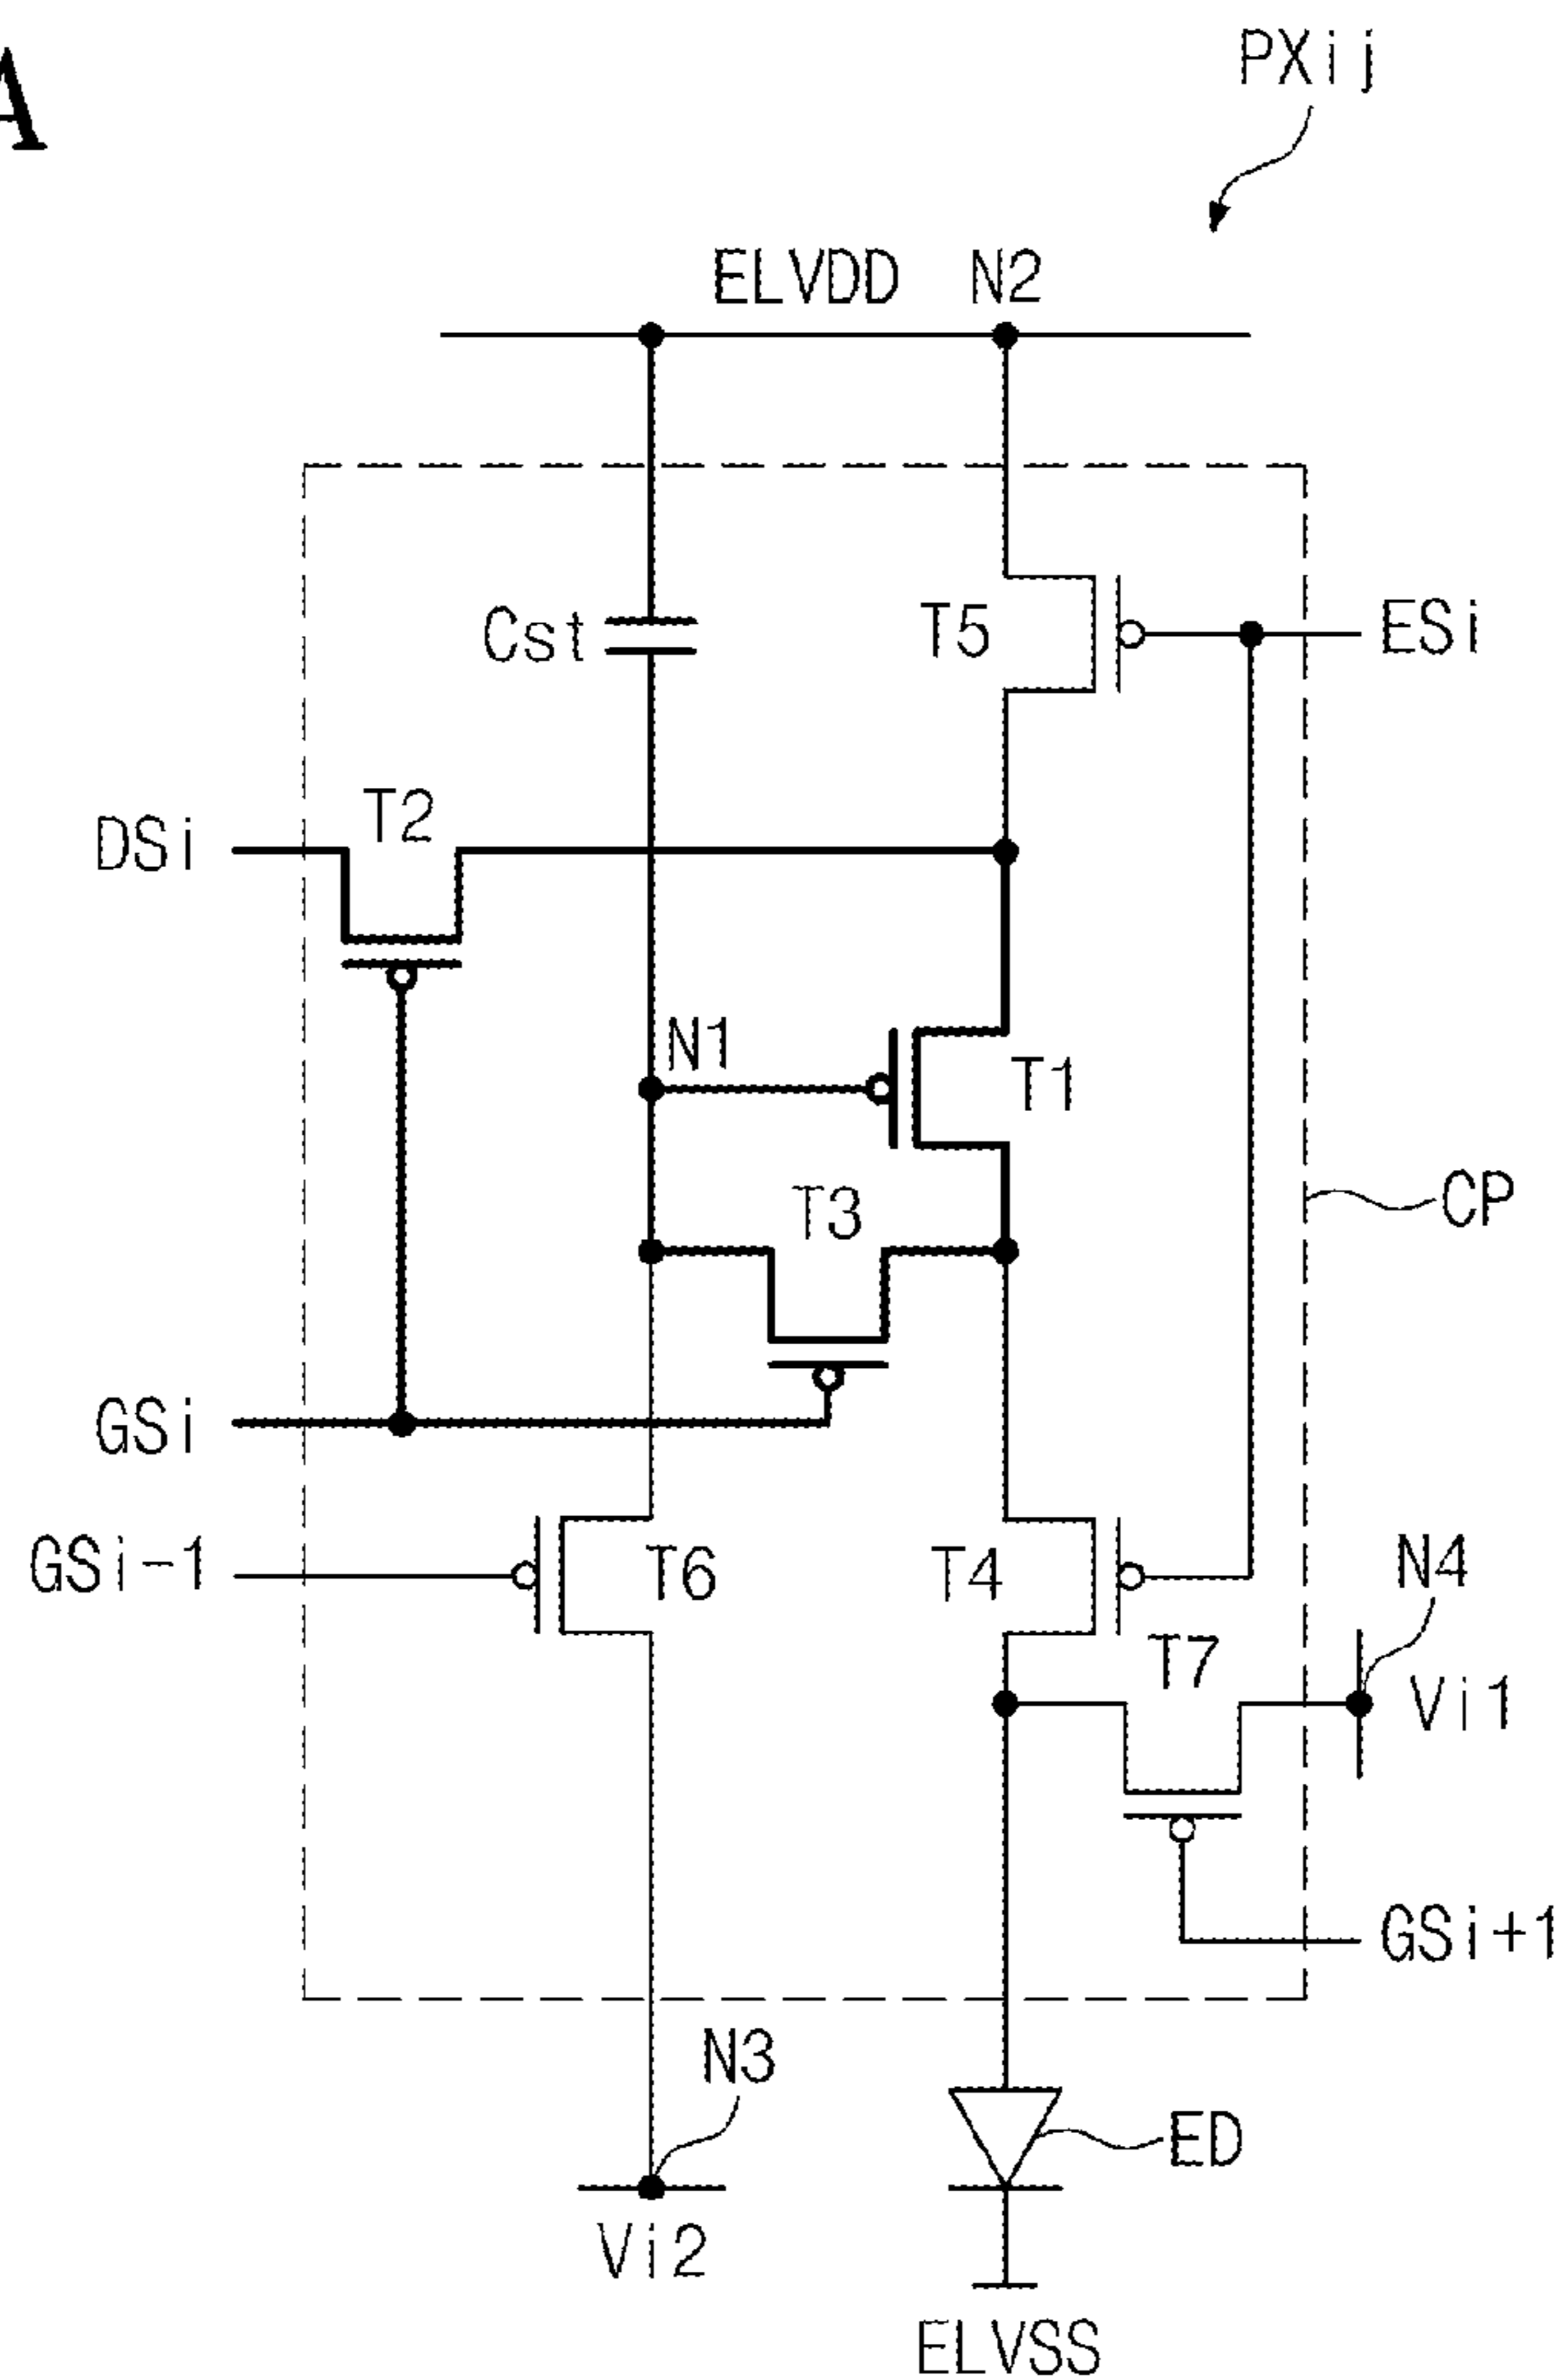 A
PXij
ELVDD N2
Cst
T5
ESi
T2
DSi
N1
T1
T3
CP
GSi
GSi-1
T6
T4
N4
T7
Vi1
GSi+1
N3
ED
Vi2
ELVSS